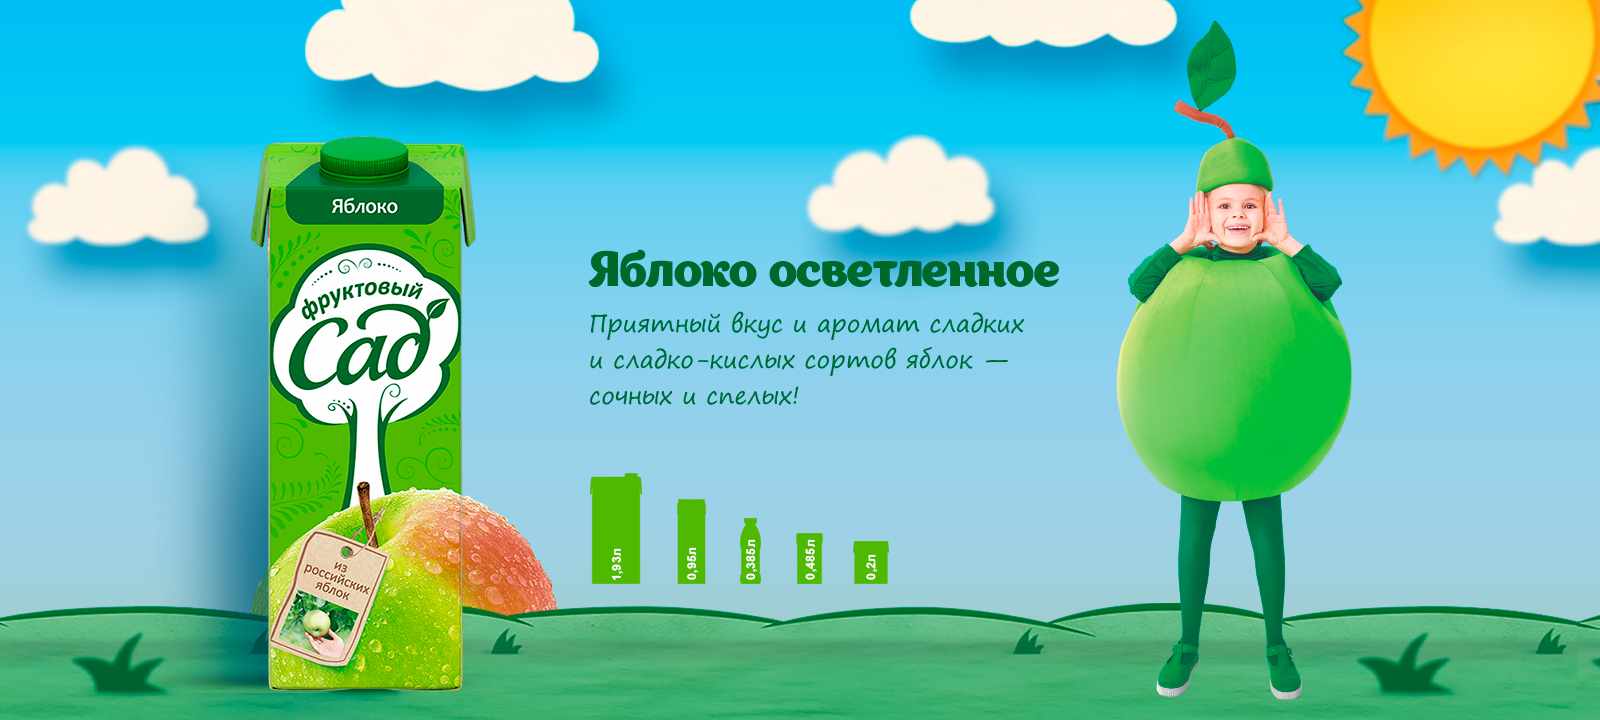 Яблоко
фруктовый
Сад
из
российских
яблок
Яблоко осветленное
Приятный вкус и аромат сладких
и сладко-кислых сортов яблок —
сочных и спелых!
1,93л
0,95л
0,385л
0,485л
0,2л